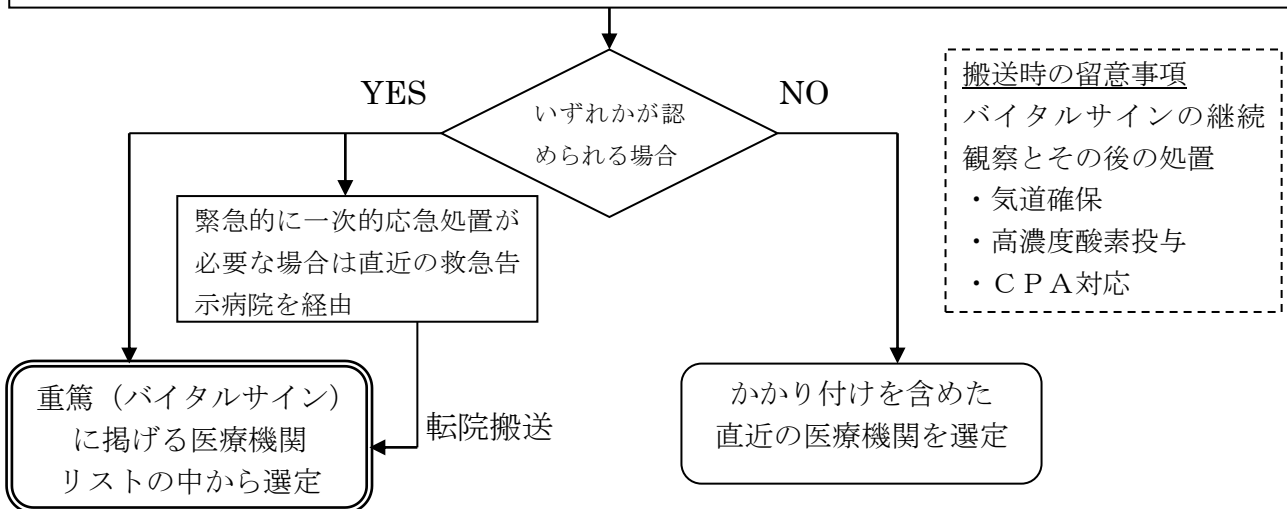 YES
いずれかが認
められる場合
NO
搬送時の留意事項
バイタルサインの継続
観察とその後の処置
・気道確保
・高濃度酸素投与
・ＣＰＡ対応
緊急的に一次的応急処置が
必要な場合は直近の救急告
示病院を経由
重篤（バイタルサイン）
に掲げる医療機関
リストの中から選定
転院搬送
かかり付けを含めた
直近の医療機関を選定